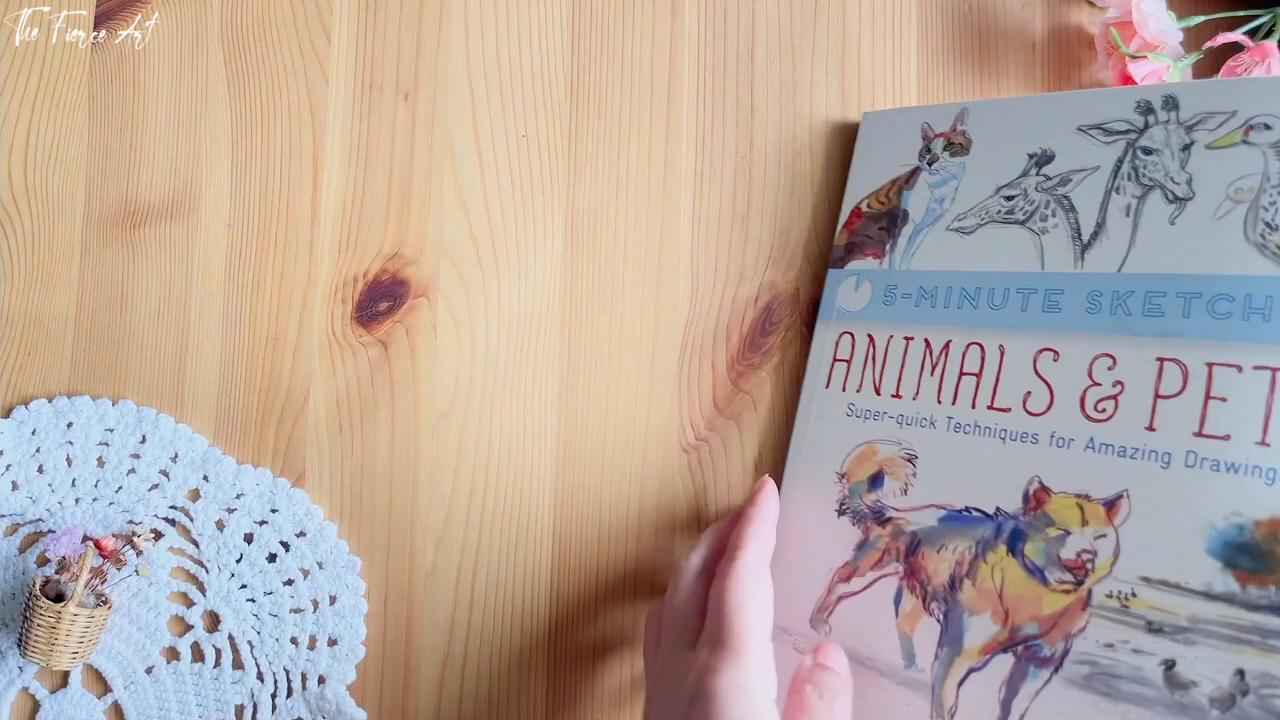 The Fierce Art
5-MINUTE SKETCH
ANIMALS & PET
Super-quick Techniques for Amazing Drawing